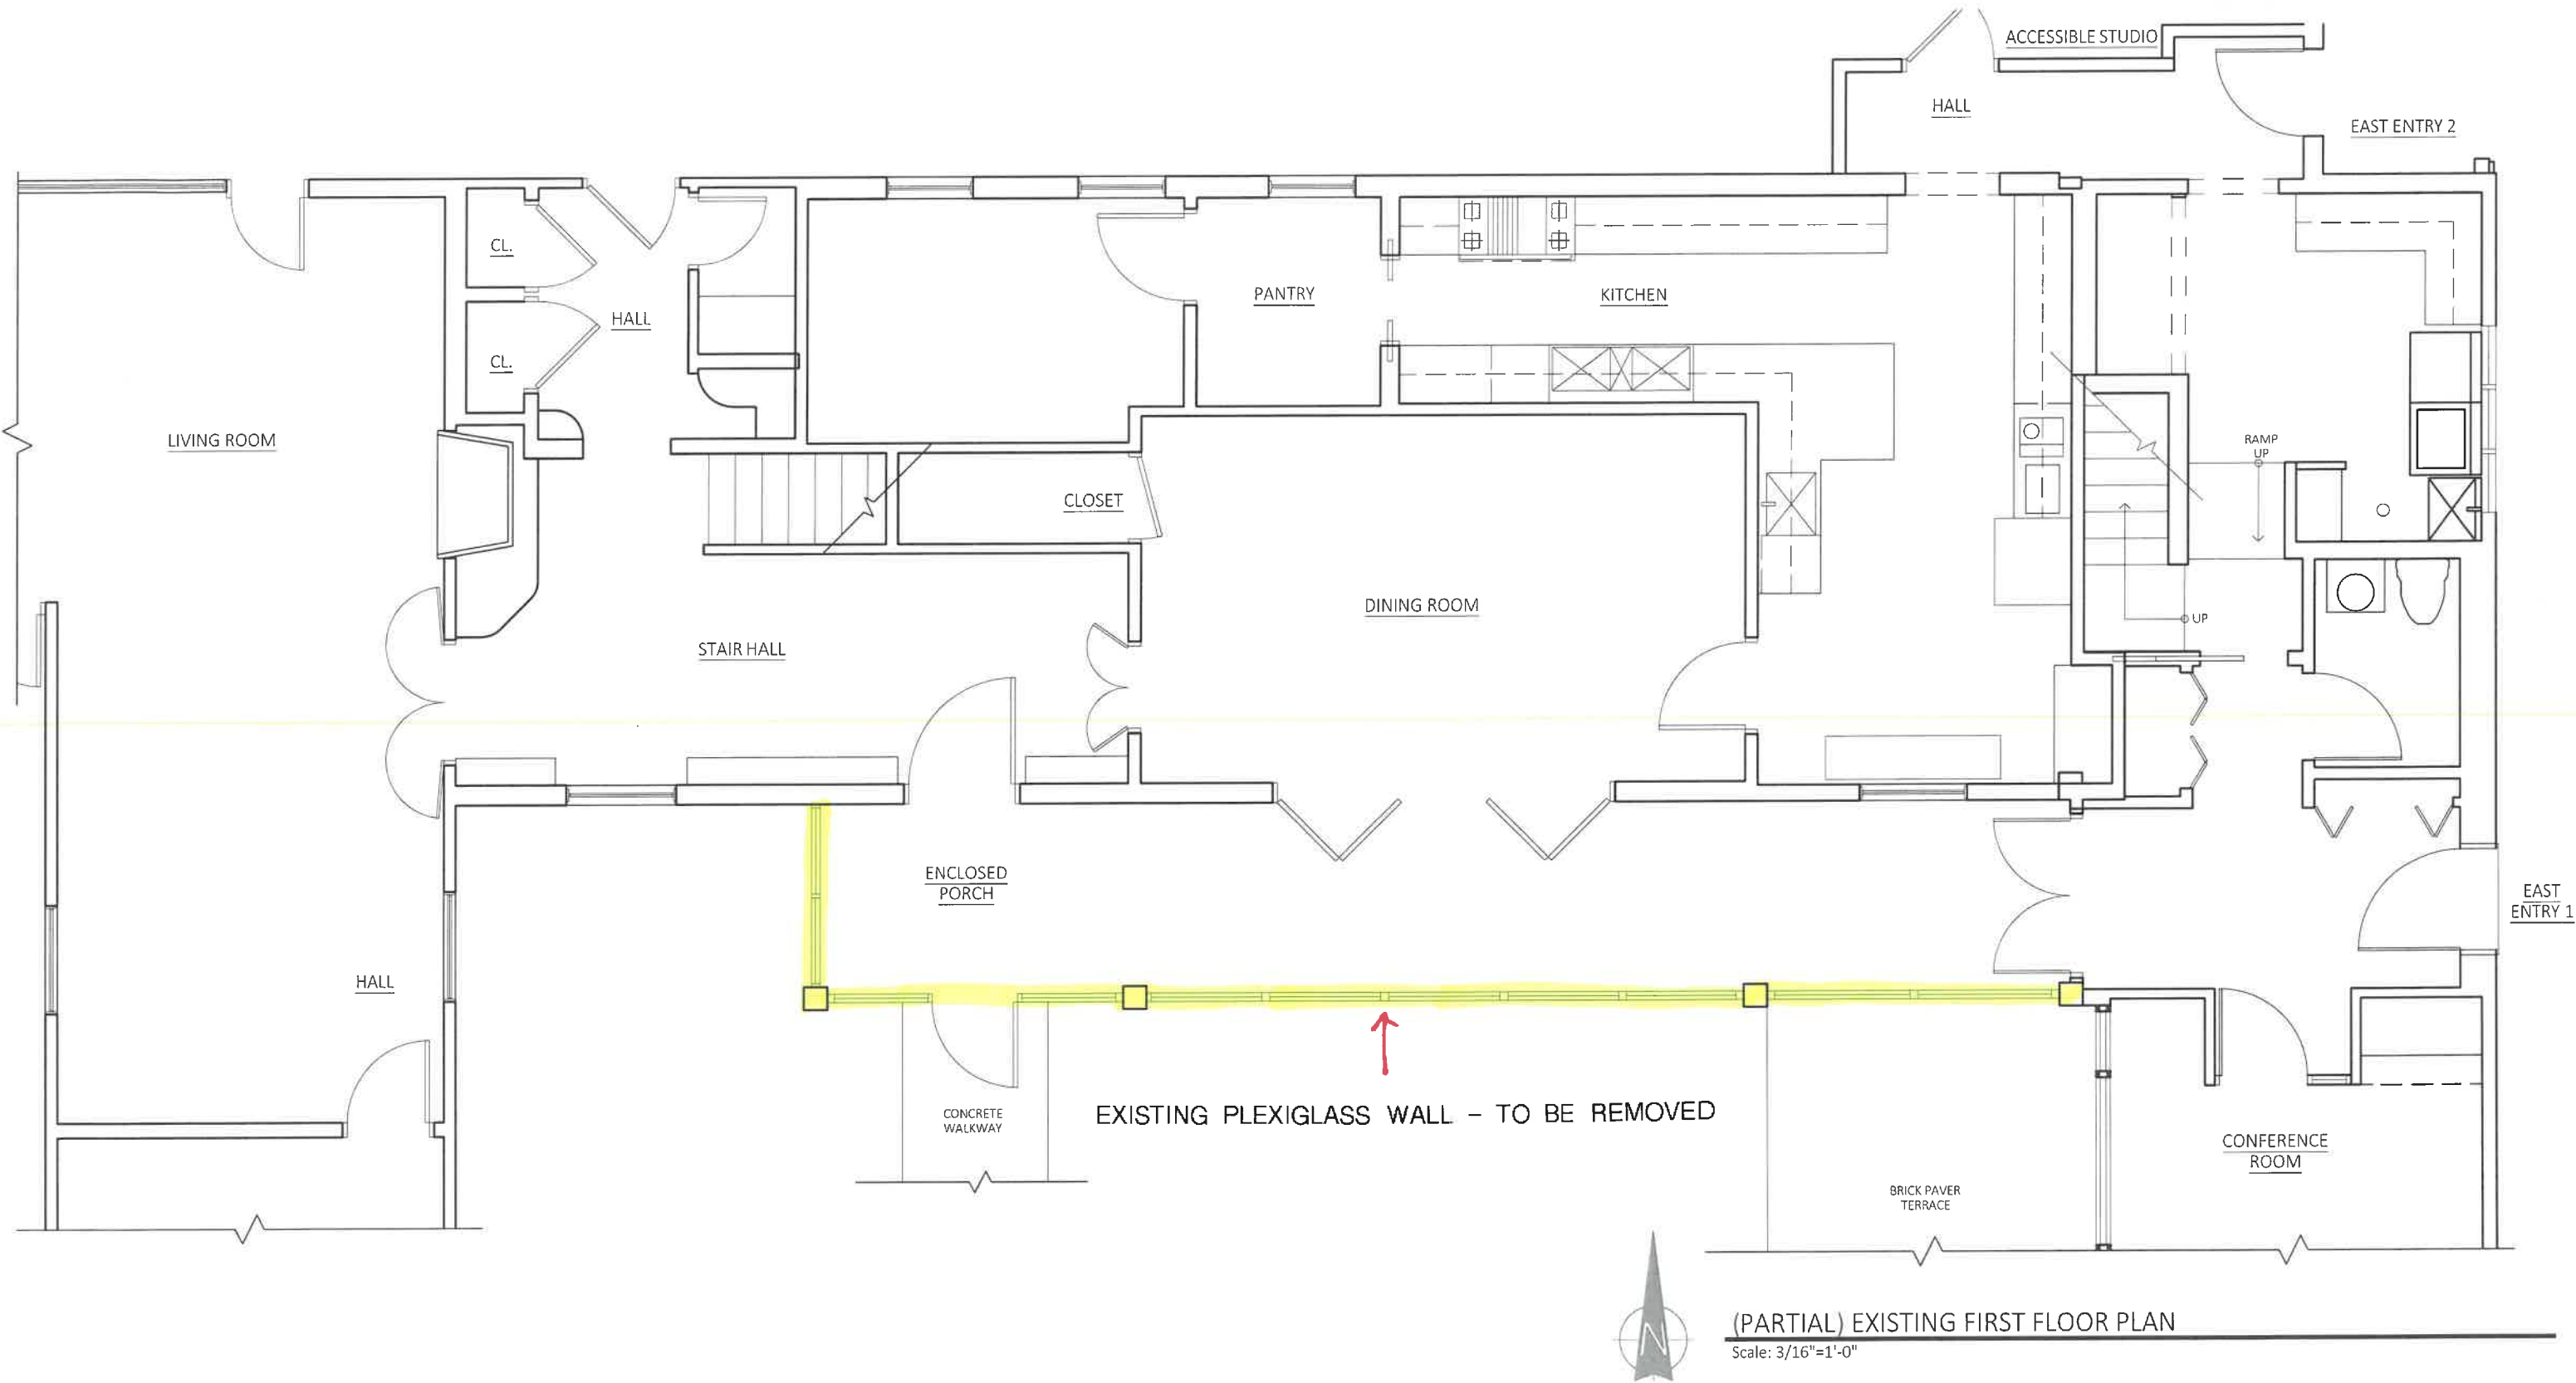 ACCESSIBLE STUDIO
HALL
EAST ENTRY 2
CL.
HALL
CL.
PANTRY
KITCHEN
LIVING ROOM
CLOSET
RAMP
UP
DINING ROOM
UP
STAIR HALL
ENCLOSED
PORCH
EAST
ENTRY 1
HALL
CONCRETE
WALKWAY
EXISTING PLEXIGLASS WALL - TO BE REMOVED
CONFERENCE
ROOM
BRICK PAVER
TERRACE
N
(PARTIAL) EXISTING FIRST FLOOR PLAN
Scale: 3/16"=1'-0"